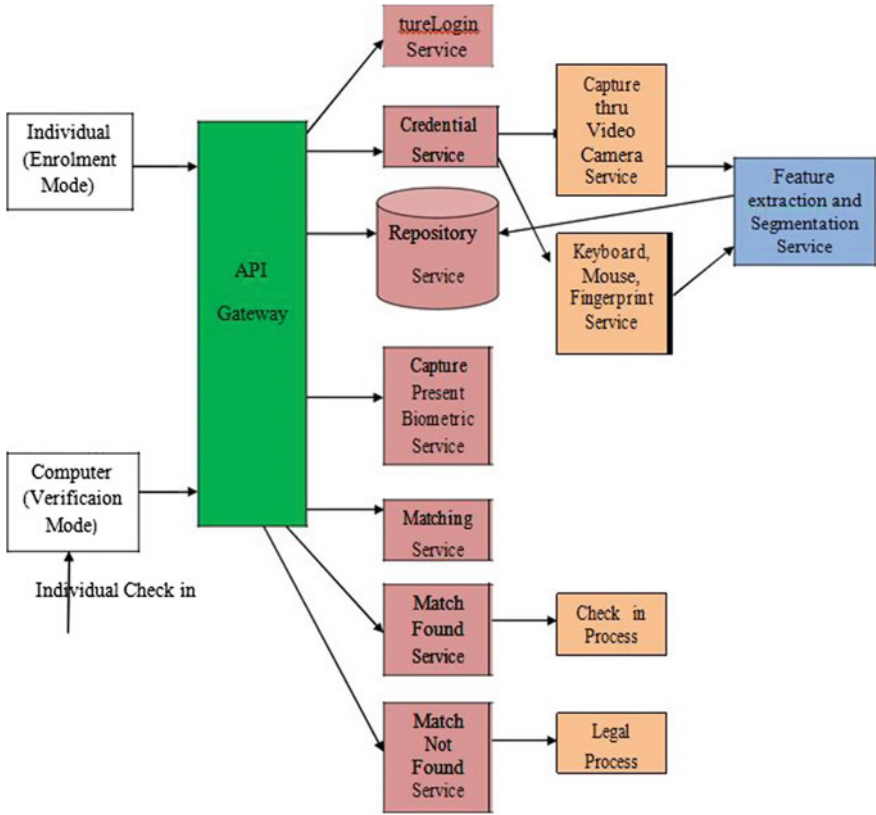 tureLogin
Service
Individual
(Enrolment
Mode)
Credential
Service
Capture
thru
Video
Camera
Service
Feature
extraction and
Segmentation
Service
API
Gateway
Repository
Service
Keyboard,
Mouse,
Fingerprint
Service
Capture
Present
Biometric
Service
Computer
(Verificaion
Mode)
Individual Check in
Matching
Service
Match
Found
Service
Check in
Process
Match
Not
Found
Service
Legal
Process